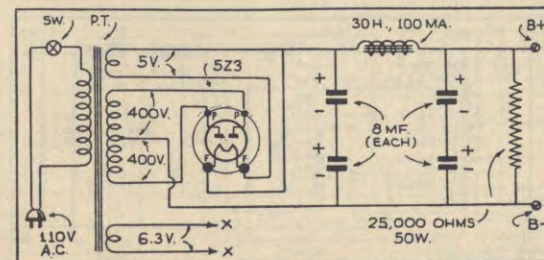 SW.
P.T.
30 H., 100 MA.
B+
5V.
5Z3
400V.
400V.
P
P
F
F
+
-
+
-
+
-
+
-
8 MF.
(EACH)
110V
A.C.
6.3V.
X
X
25,000 OHMS
50W.
B-